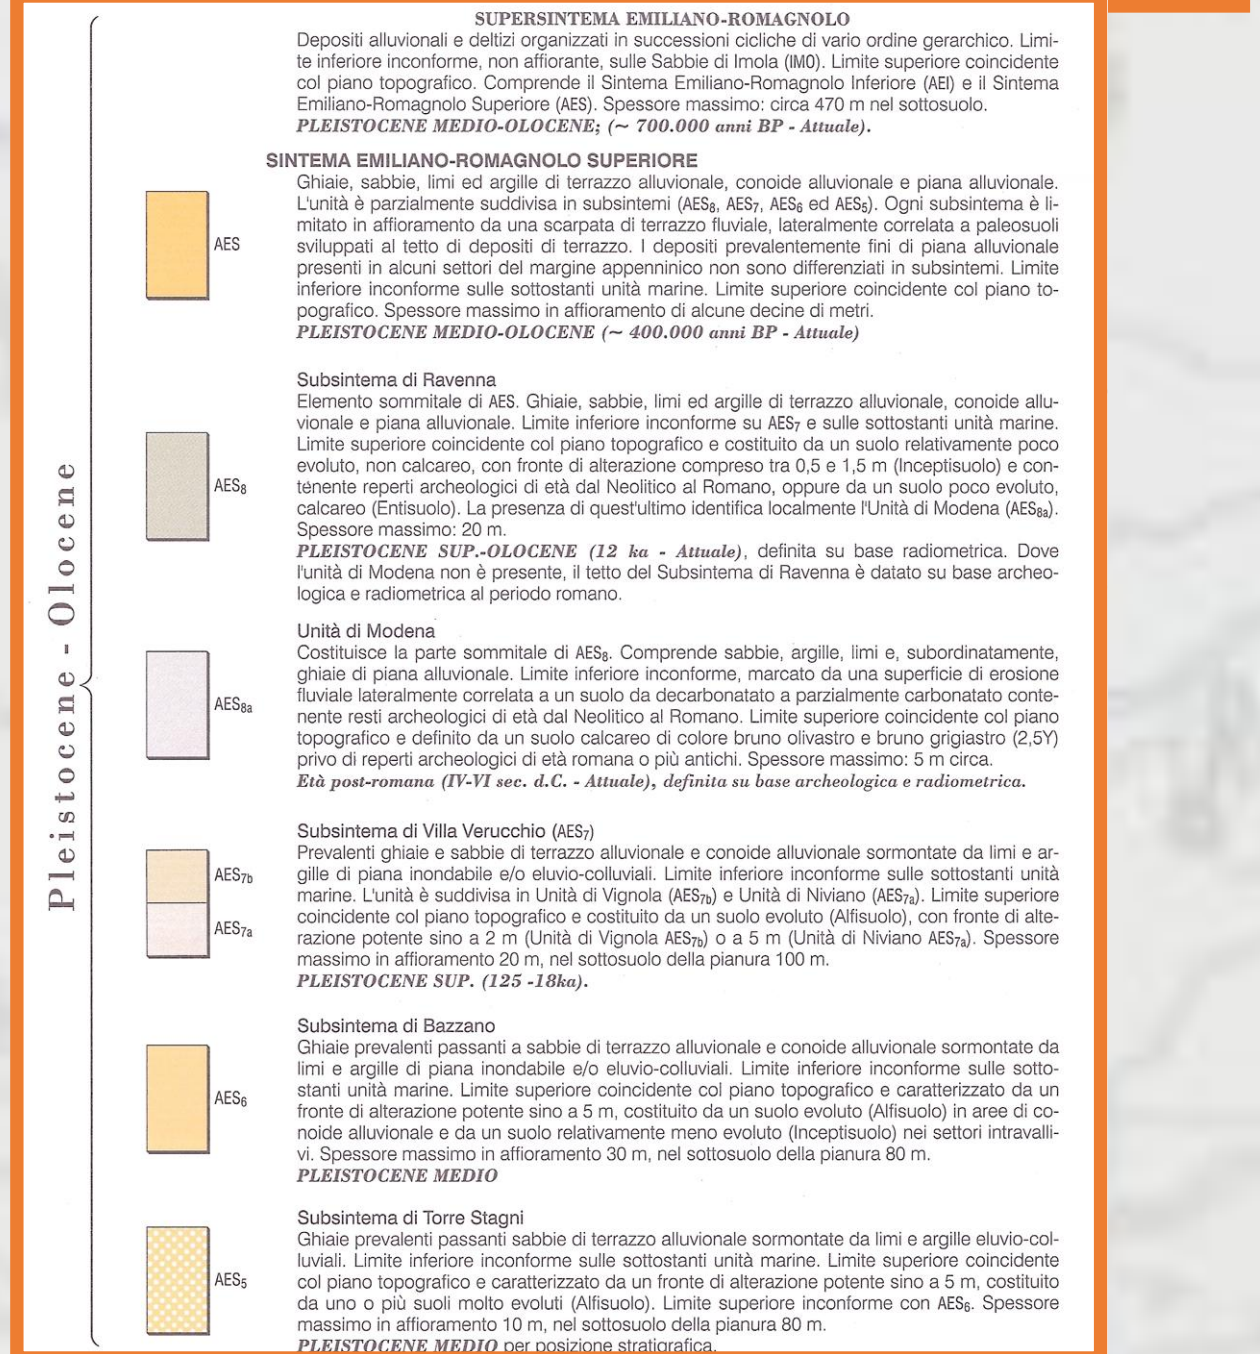 SUPERSINTEMA EMILIANO-ROMAGNOLO
Depositi alluvionali e deltizi organizzati in successioni cicliche di vario ordine gerarchico. Limi-
te inferiore inconforme, non affiorante, sulle Sabbie di Imola (IMO). Limite superiore coincidente
col piano topografico. Comprende il Sintema Emiliano-Romagnolo Inferiore (AEI) e il Sintema
Emiliano-Romagnolo Superiore (AES). Spessore massimo: circa 470 m nel sottosuolo.
PLEISTOCENE MEDIO-OLOCENE; (~ 700.000 anni BP - Attuale).
SINTEMA EMILIANO-ROMAGNOLO SUPERIORE
Ghiaie, sabbie, limi ed argille di terrazzo alluvionale, conoide alluvionale e piana alluvionale.
L'unità è parzialmente suddivisa in subsintemi (AES₈, AES₇, AES₆ ed AES₅). Ogni subsintema è li-
mitato in affioramento da una scarpata di terrazzo fluviale, lateralmente correlata a paleosuoli
sviluppati al tetto di depositi di terrazzo. I depositi prevalentemente fini di piana alluvionale
presenti in alcuni settori del margine appenninico non sono differenziati in subsintemi. Limite
inferiore inconforme sulle sottostanti unità marine. Limite superiore coincidente col piano to-
pografico. Spessore massimo in affioramento di alcune decine di metri.
PLEISTOCENE MEDIO-OLOCENE (~ 400.000 anni BP - Attuale)
AES
Subsintema di Ravenna
Elemento sommitale di AES. Ghiaie, sabbie, limi ed argille di terrazzo alluvionale, conoide allu-
vionale e piana alluvionale. Limite inferiore inconforme su AES₇ e sulle sottostanti unità marine.
Limite superiore coincidente col piano topografico e costituito da un suolo relativamente poco
evoluto, non calcareo, con fronte di alterazione compreso tra 0,5 e 1,5 m (Inceptisuolo) e con-
tenente reperti archeologici di età dal Neolitico al Romano, oppure da un suolo poco evoluto,
calcareo (Entisuolo). La presenza di quest'ultimo identifica localmente l'Unità di Modena (AES₈ₐ).
Spessore massimo: 20 m.
PLEISTOCENE SUP.-OLOCENE (12 ka - Attuale), definita su base radiometrica. Dove
l'unità di Modena non è presente, il tetto del Subsintema di Ravenna è datato su base archeo-
logica e radiometrica al periodo romano.
AES₈
Unità di Modena
Costituisce la parte sommitale di AES₈. Comprende sabbie, argille, limi e, subordinatamente,
ghiaie di piana alluvionale. Limite inferiore inconforme, marcato da una superficie di erosione
fluviale lateralmente correlata a un suolo da decarbonatato a parzialmente carbonatato conte-
nente resti archeologici di età dal Neolitico al Romano. Limite superiore coincidente col piano
topografico e definito da un suolo calcareo di colore bruno olivastro e bruno grigiastro (2,5Y)
privo di reperti archeologici di età romana o più antichi. Spessore massimo: 5 m circa.
Età post-romana (IV-VI sec. d.C. - Attuale), definita su base archeologica e radiometrica.
AES₈ₐ
Subsintema di Villa Verucchio (AES₇)
Prevalenti ghiaie e sabbie di terrazzo alluvionale e conoide alluvionale sormontate da limi e ar-
gille di piana inondabile e/o eluvio-colluviali. Limite inferiore inconforme sulle sottostanti unità
marine. L'unità è suddivisa in Unità di Vignola (AES7b) e Unità di Niviano (AES7a). Limite superiore
coincidente col piano topografico e costituito da un suolo evoluto (Alfisuolo), con fronte di alte-
razione potente sino a 2 m (Unità di Vignola AES7b) o a 5 m (Unità di Niviano AES7a). Spessore
massimo in affioramento 20 m, nel sottosuolo della pianura 100 m.
PLEISTOCENE SUP. (125 -18ka).
AES7b
AES7a
Subsintema di Bazzano
Ghiaie prevalenti passanti a sabbie di terrazzo alluvionale e conoide alluvionale sormontate da
limi e argille di piana inondabile e/o eluvio-colluviali. Limite inferiore inconforme sulle sotto-
stanti unità marine. Limite superiore coincidente col piano topografico e caratterizzato da un
fronte di alterazione potente sino a 5 m, costituito da un suolo evoluto (Alfisuolo) in aree di co-
noide alluvionale e da un suolo relativamente meno evoluto (Inceptisuolo) nei settori intravalli-
vi. Spessore massimo in affioramento 30 m, nel sottosuolo della pianura 80 m.
PLEISTOCENE MEDIO
AES₆
Subsintema di Torre Stagni
Ghiaie prevalenti passanti sabbie di terrazzo alluvionale sormontate da limi e argille eluvio-col-
luviali. Limite inferiore inconforme sulle sottostanti unità marine. Limite superiore coincidente
col piano topografico e caratterizzato da un fronte di alterazione potente sino a 5 m, costituito
da uno o più suoli molto evoluti (Alfisuolo). Limite superiore inconforme con AES₆. Spessore
massimo in affioramento 10 m, nel sottosuolo della pianura 80 m.
PLEISTOCENE MEDIO per posizione stratigrafica.
AES₅
Pleistocene - Olocene